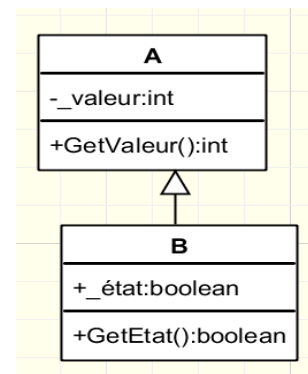 A
-_valeur:int
+GetValeur():int
B
+_état:boolean
+GetEtat():boolean